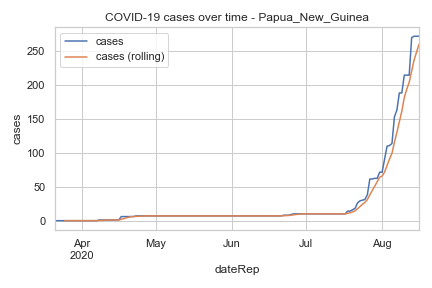 COVID-19 cases over time - Papua_New_Guinea
cases
cases (rolling)
cases
250
200
150
100
50
0
Apr May Jun Jul Aug
2020
dateRep